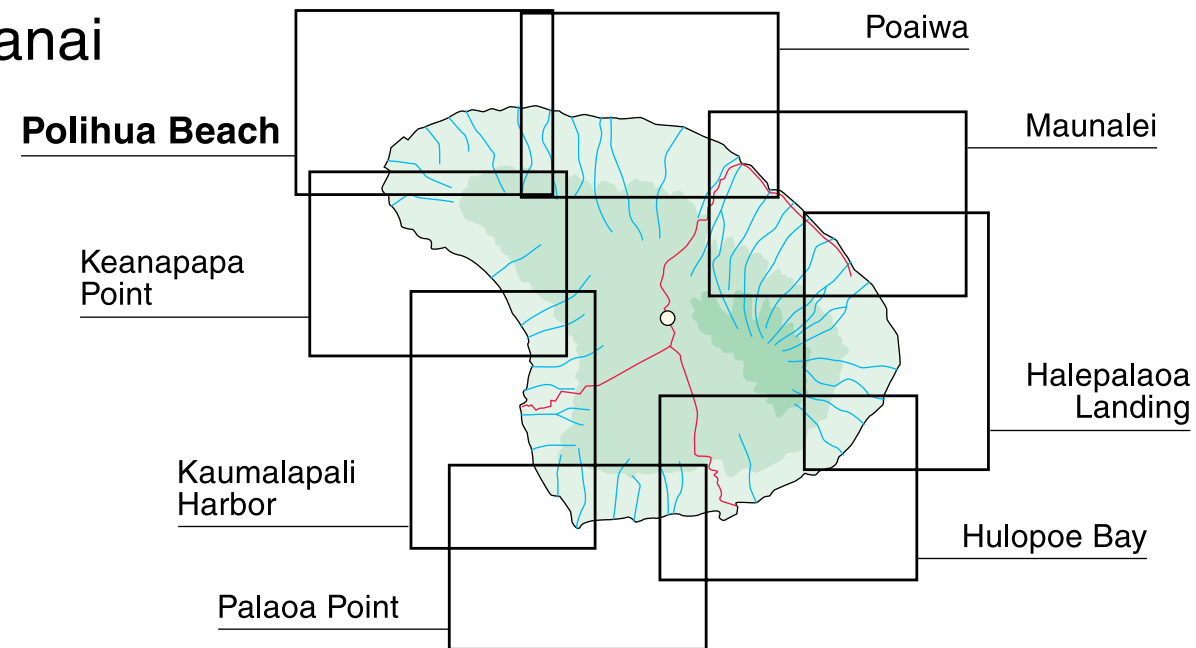 anai
Poaiwa
Polihua Beach
Maunalei
Keanapapa
Point
Halepalaoa
Landing
Kaumalapali
Harbor
Hulopoe Bay
Palaoa Point